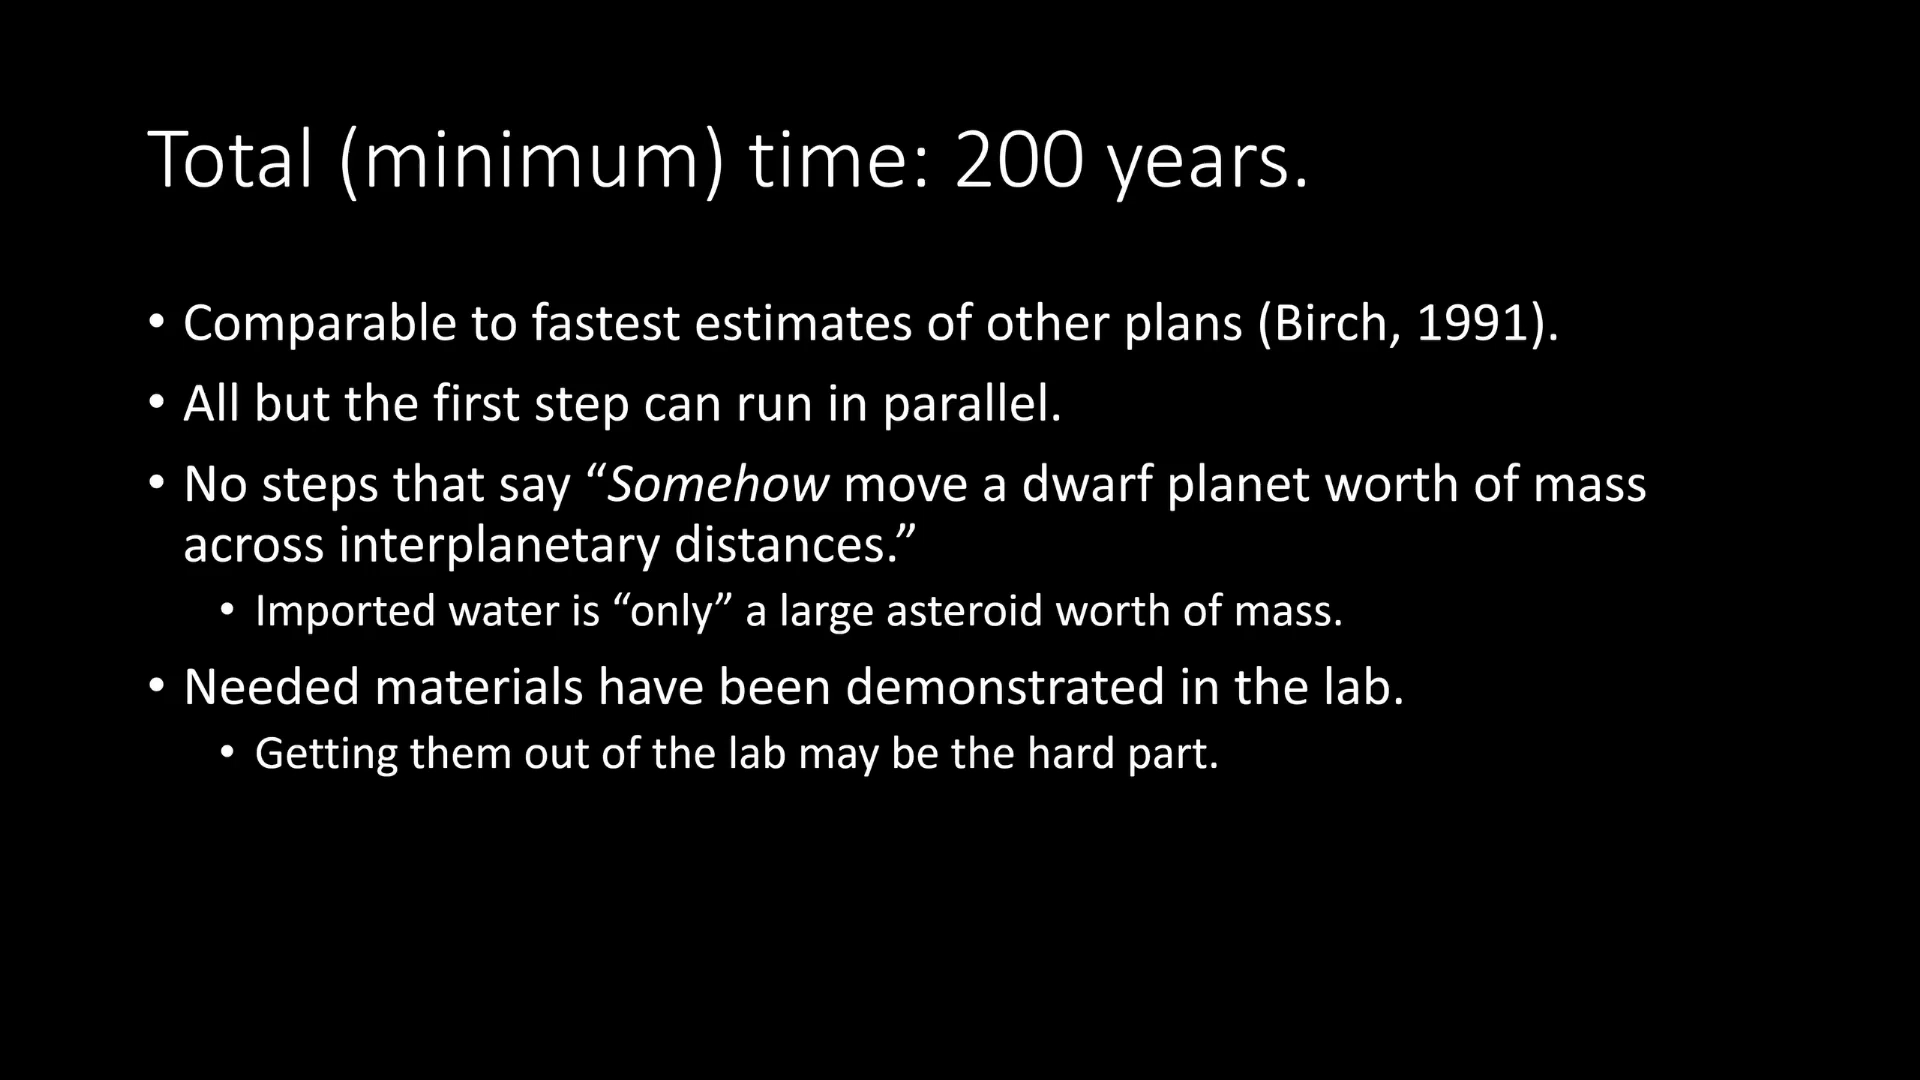 Total (minimum) time: 200 years.
• Comparable to fastest estimates of other plans (Birch, 1991).
• All but the first step can run in parallel.
• No steps that say “Somehow move a dwarf planet worth of mass
across interplanetary distances.”
• Imported water is “only” a large asteroid worth of mass.
• Needed materials have been demonstrated in the lab.
• Getting them out of the lab may be the hard part.